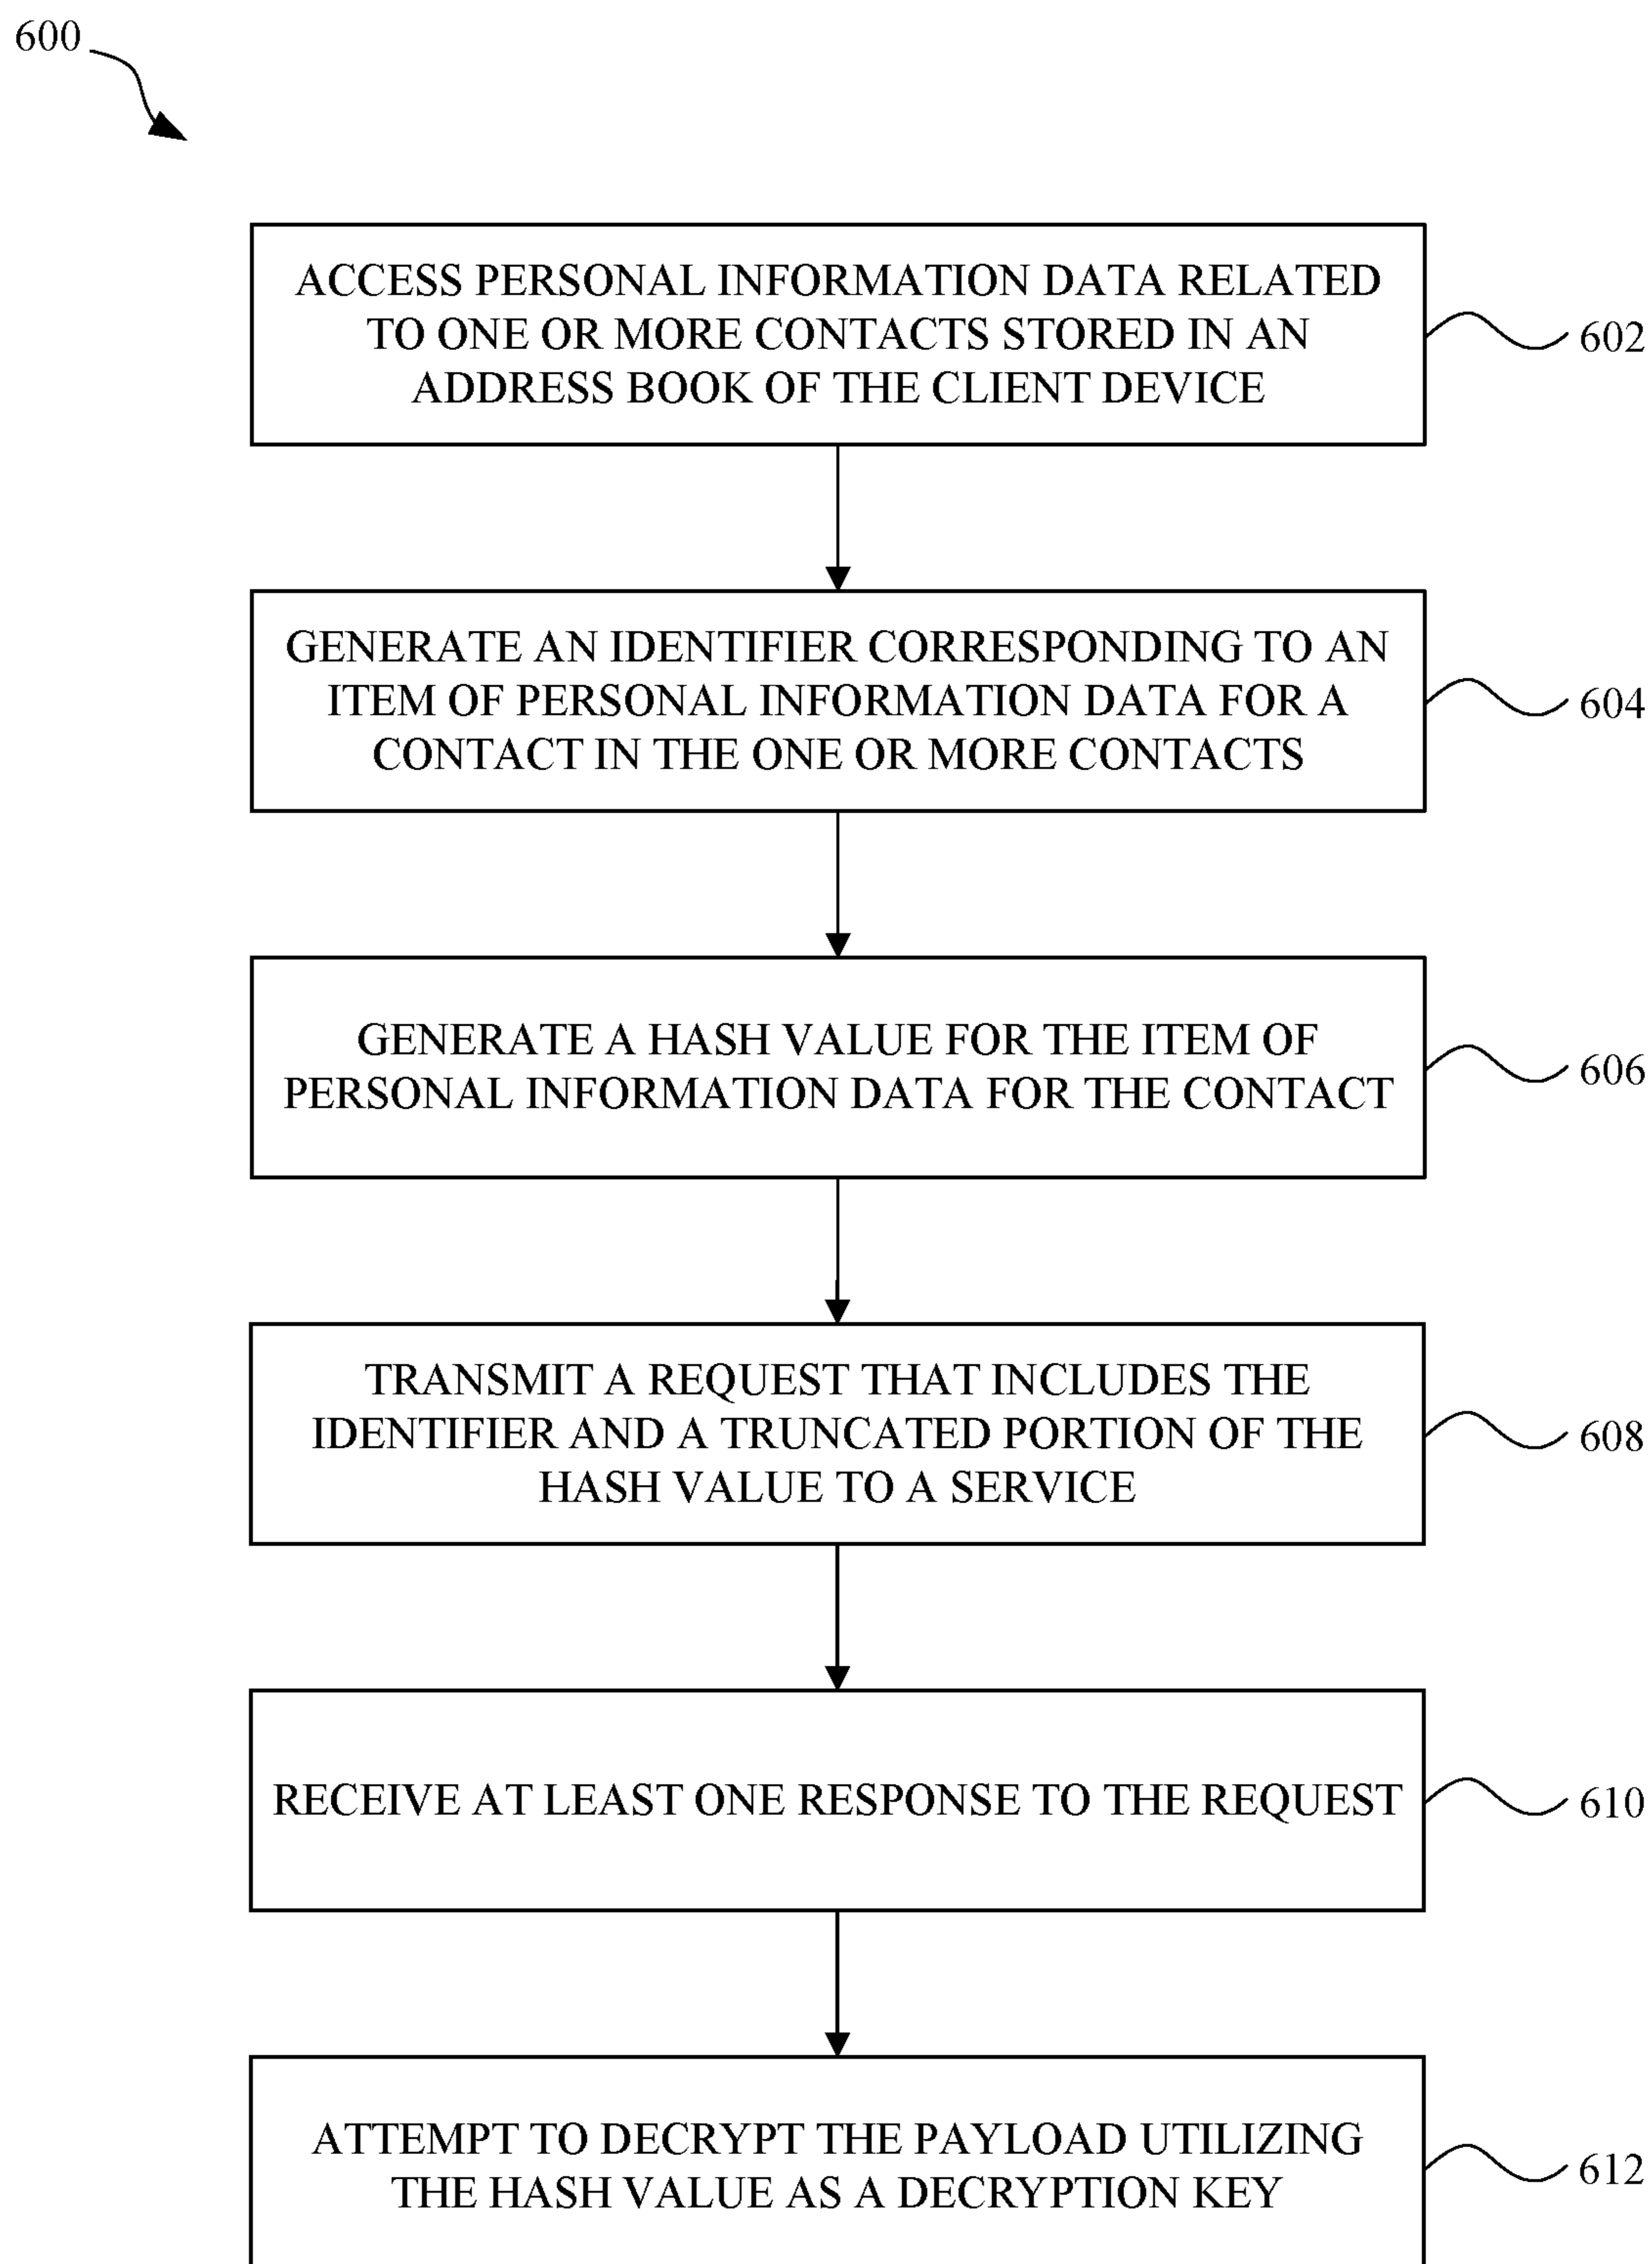 600
ACCESS PERSONAL INFORMATION DATA RELATED
TO ONE OR MORE CONTACTS STORED IN AN
ADDRESS BOOK OF THE CLIENT DEVICE
602
GENERATE AN IDENTIFIER CORRESPONDING TO AN
ITEM OF PERSONAL INFORMATION DATA FOR A
CONTACT IN THE ONE OR MORE CONTACTS
604
GENERATE A HASH VALUE FOR THE ITEM OF
PERSONAL INFORMATION DATA FOR THE CONTACT
606
TRANSMIT A REQUEST THAT INCLUDES THE
IDENTIFIER AND A TRUNCATED PORTION OF THE
HASH VALUE TO A SERVICE
608
RECEIVE AT LEAST ONE RESPONSE TO THE REQUEST
610
ATTEMPT TO DECRYPT THE PAYLOAD UTILIZING
THE HASH VALUE AS A DECRYPTION KEY
612